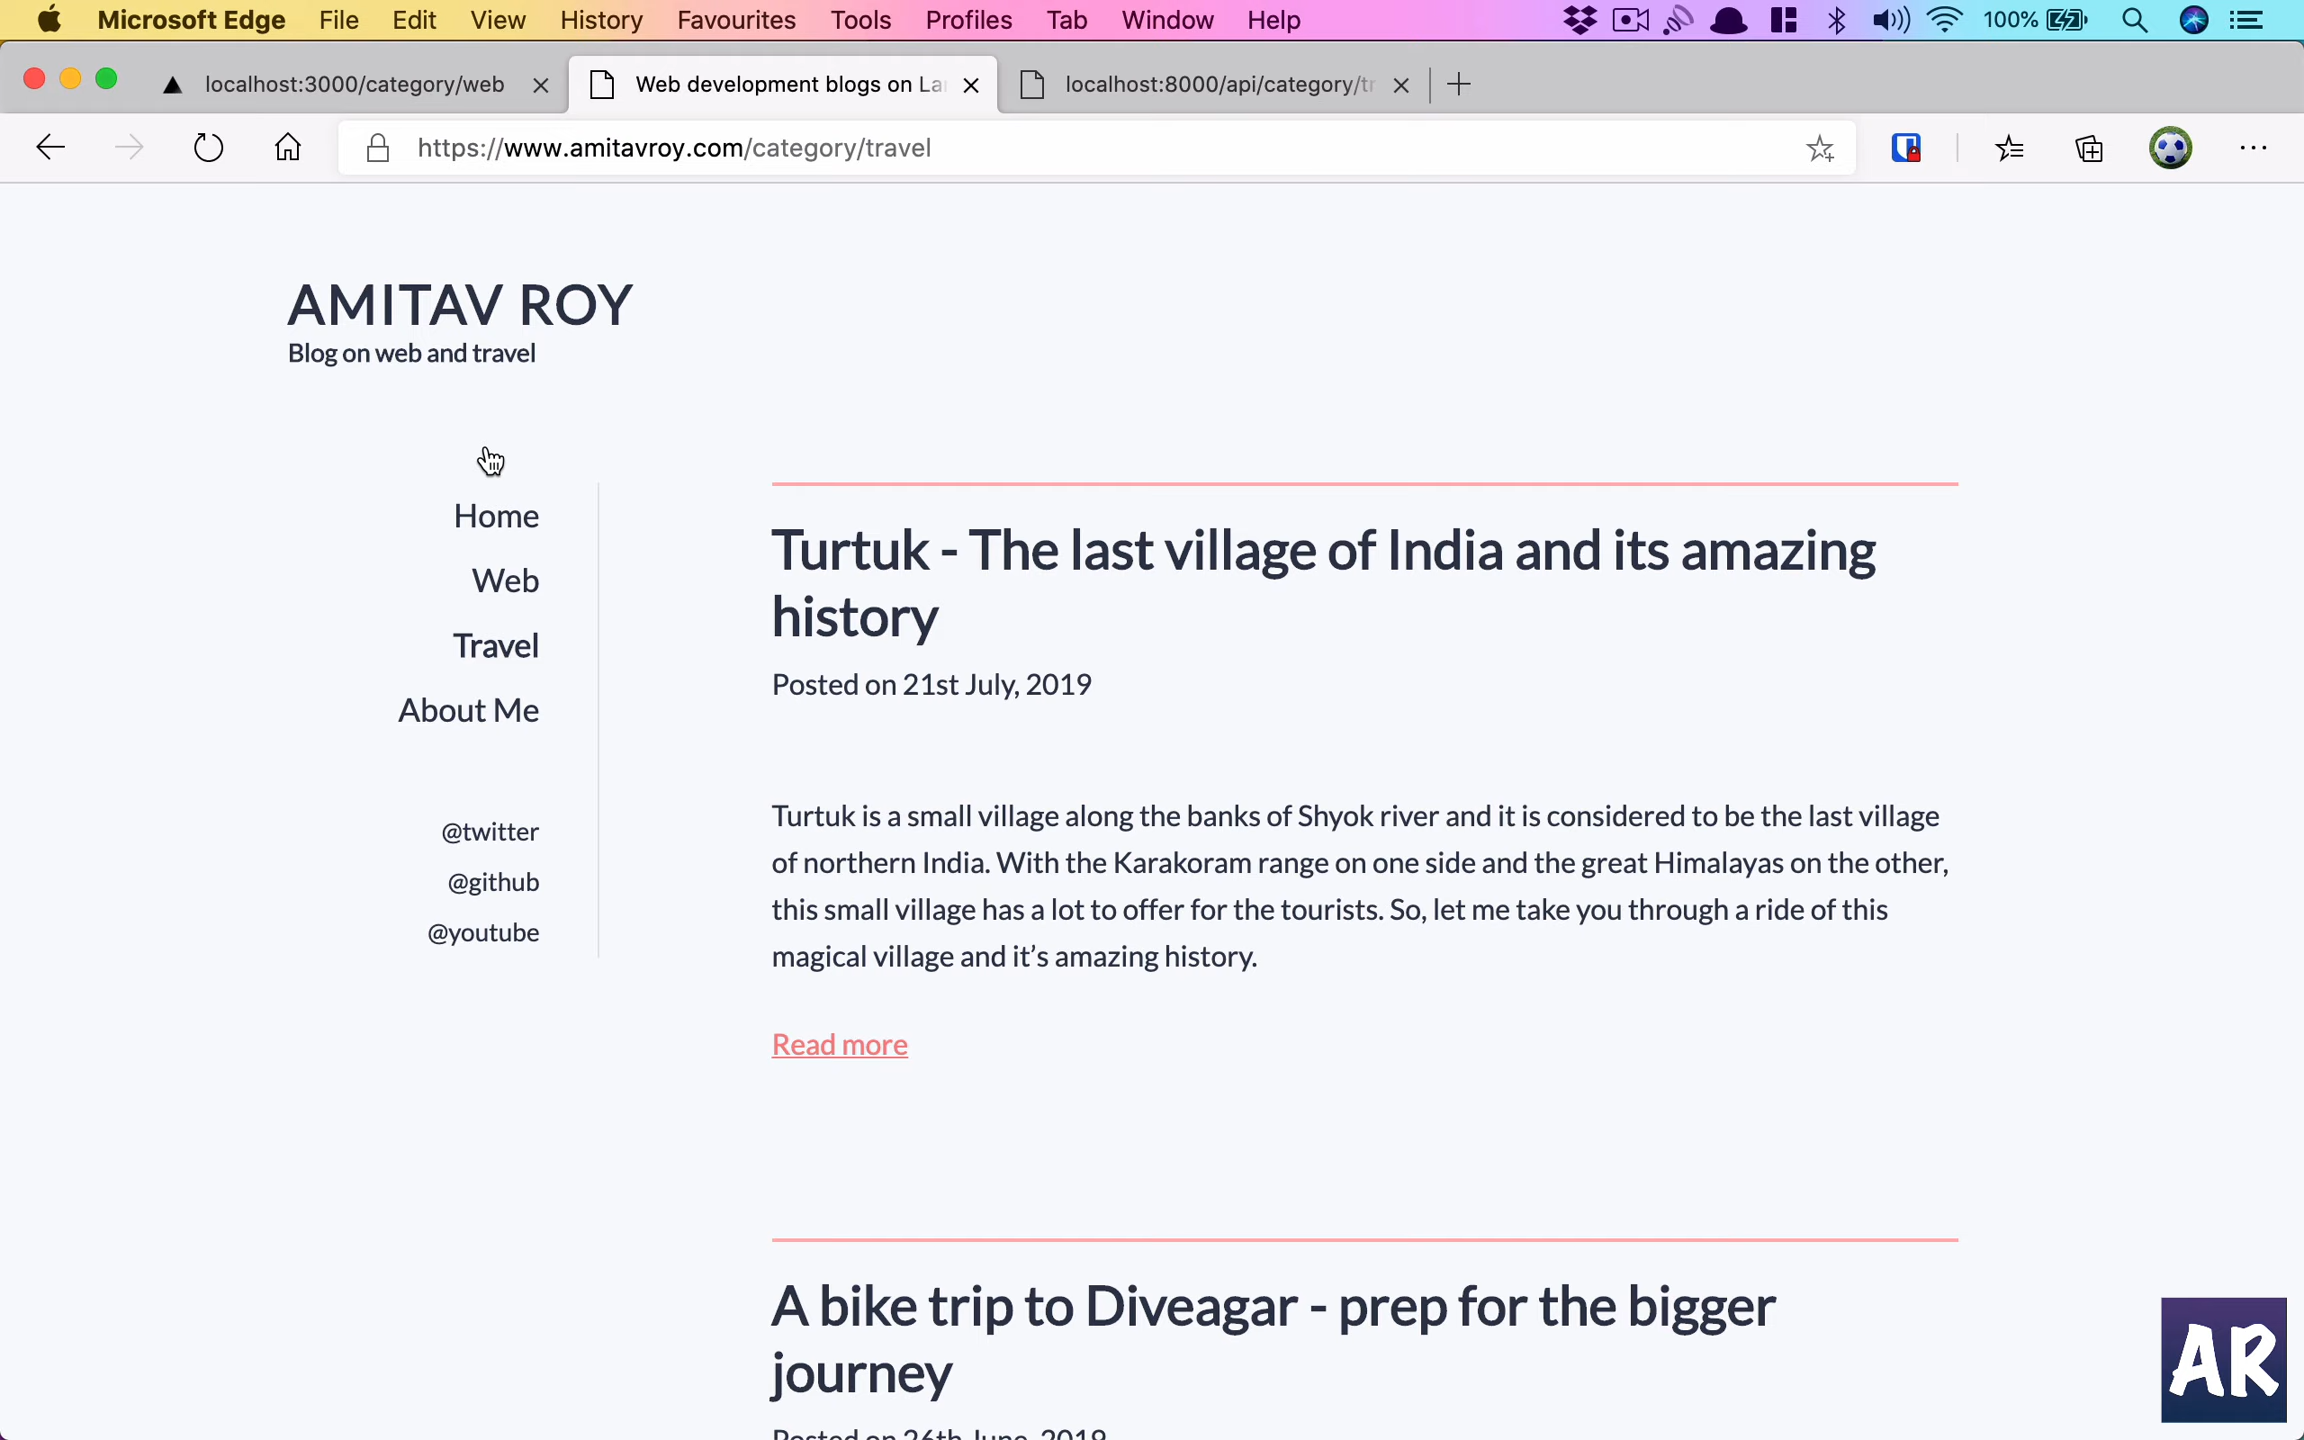 Microsoft Edge File Edit View History Favourites Tools Profiles Tab Window Help 100%
localhost:3000/category/web Web development blogs on La localhost:8000/api/category/tr
https://www.amitavroy.com/category/travel
AMITAV ROY
Blog on web and travel
Home
Web
Travel
About Me
@twitter
@github
@youtube
Turtuk - The last village of India and its amazing
history
Posted on 21st July, 2019
Turtuk is a small village along the banks of Shyok river and it is considered to be the last village
of northern India. With the Karakoram range on one side and the great Himalayas on the other,
this small village has a lot to offer for the tourists. So, let me take you through a ride of this
magical village and it’s amazing history.
Read more
A bike trip to Diveagar - prep for the bigger
journey
Posted on 26th June, 2019
AR